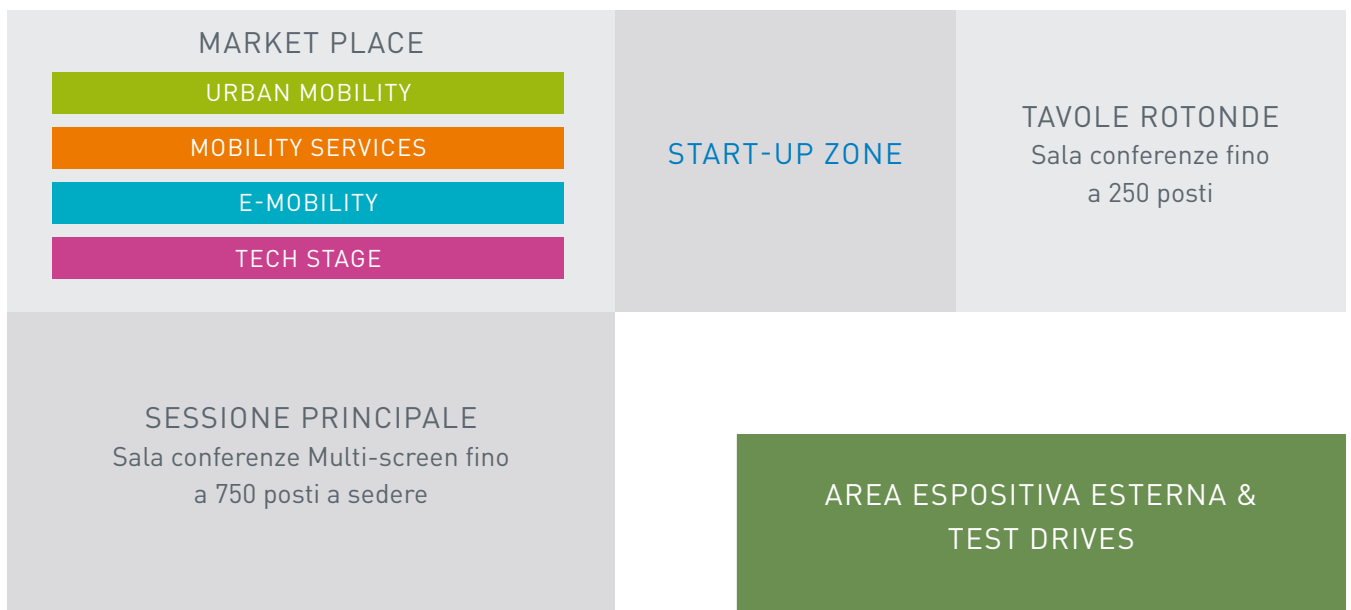 MARKET PLACE
URBAN MOBILITY
MOBILITY SERVICES
E-MOBILITY
TECH STAGE
START-UP ZONE
TAVOLE ROTONDE
Sala conferenze fino
a 250 posti
SESSIONE PRINCIPALE
Sala conferenze Multi-screen fino
a 750 posti a sedere
AREA ESPOSITIVA ESTERNA &
TEST DRIVES